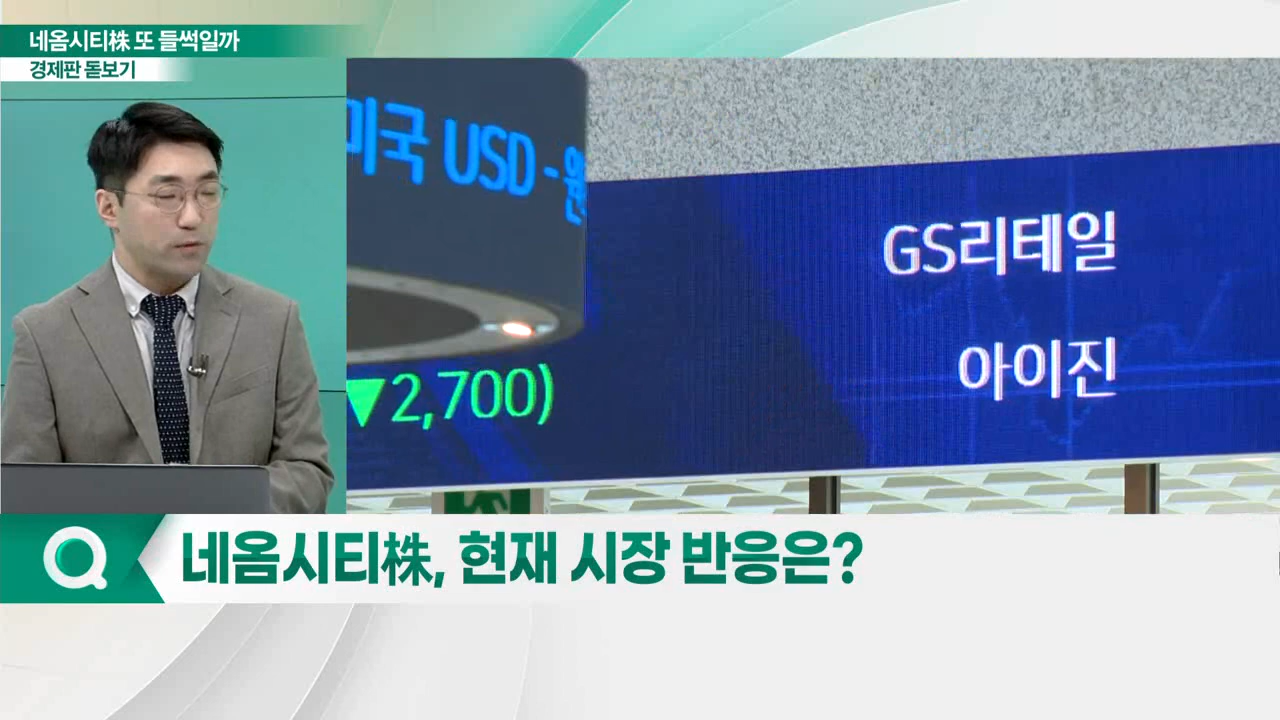 네옴시티株 또 들썩일까
경제판 돋보기
미국 USD - 원
GS리테일
아이진
▼2,700)
네옴시티株, 현재 시장 반응은?